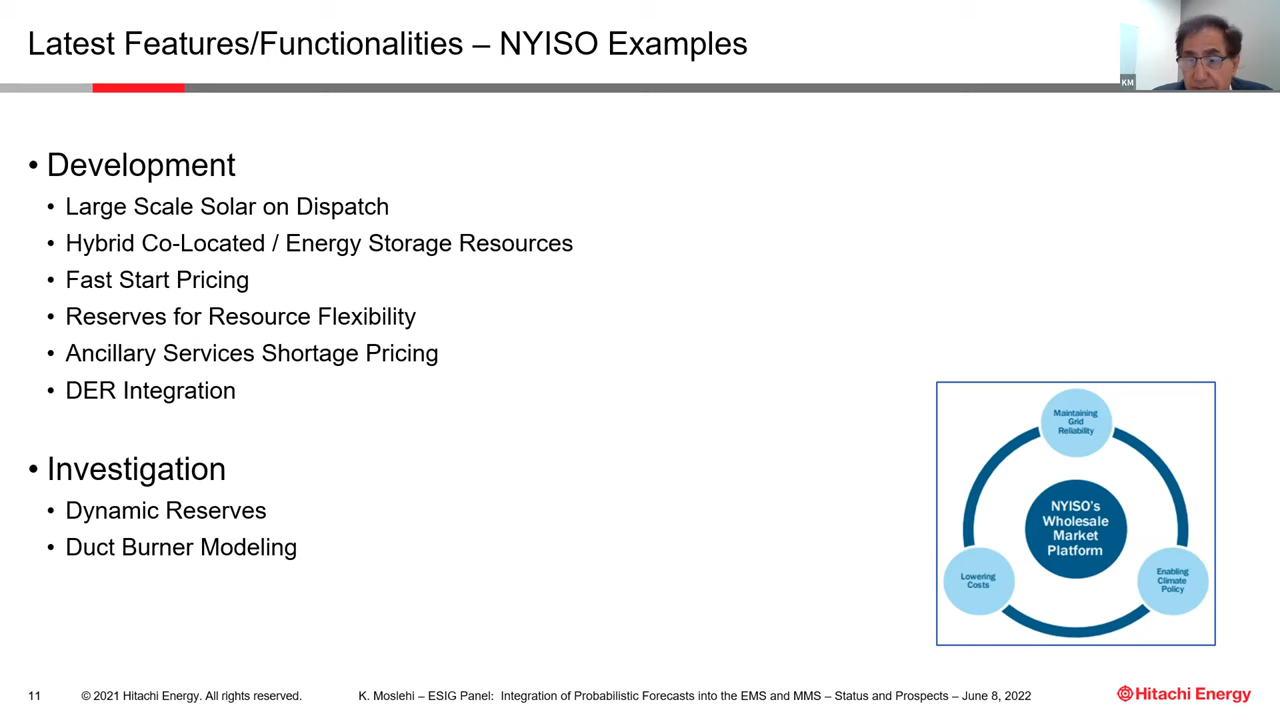 Latest Features/Functionalities – NYISO Examples
KM
• Development
• Large Scale Solar on Dispatch
• Hybrid Co-Located / Energy Storage Resources
• Fast Start Pricing
• Reserves for Resource Flexibility
• Ancillary Services Shortage Pricing
• DER Integration
• Investigation
• Dynamic Reserves
• Duct Burner Modeling
Maintaining
Grid
Reliability
NYISO's
Wholesale
Market
Platform
Lowering
Costs
Enabling
Climate
Policy
11
© 2021 Hitachi Energy. All rights reserved.
K. Moslehi – ESIG Panel: Integration of Probabilistic Forecasts into the EMS and MMS – Status and Prospects – June 8, 2022
Hitachi Energy